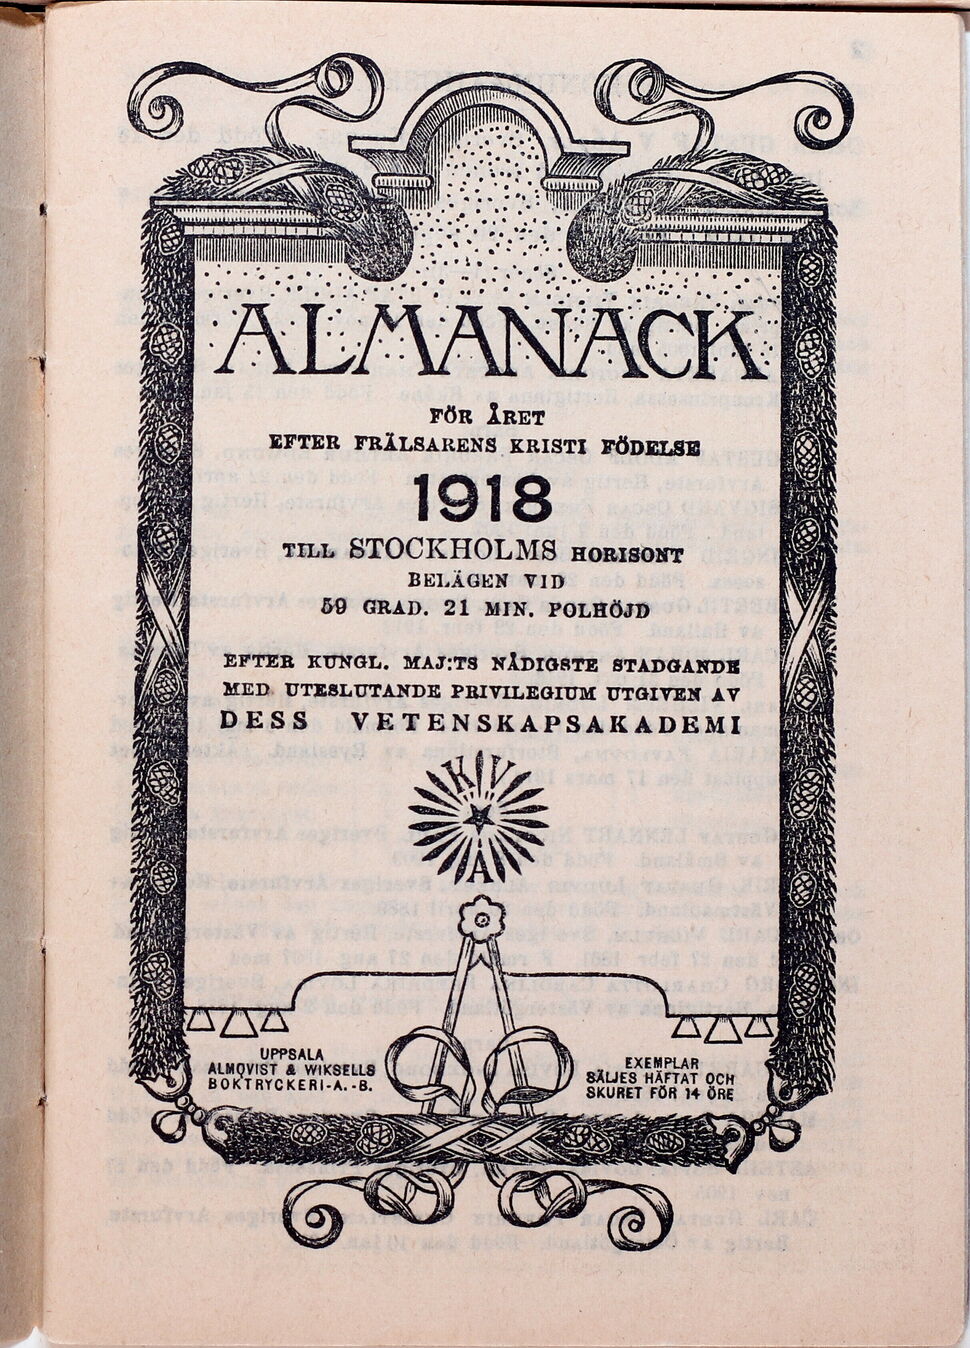 ALMANACK
FÖR ÅRET
EFTER FRÄLSARENS KRISTI FÖDELSE
1918
TILL STOCKHOLMS HORISONT
BELÄGEN VID
59 GRAD. 21 MIN. POLHÖJD
EFTER KUNGL. MAJ:TS NÅDIGSTE STADGANDE
MED UTESLUTANDE PRIVILEGIUM UTGIVEN AV
DESS VETENSKAPSAKADEMI
K V
A
UPPSALA
ALMQVIST & WIKSELLS
BOKTRYCKERI-A.-B.
EXEMPLAR
SÄLJES HÄFTAT OCH
SKURET FÖR 14 ÖRE